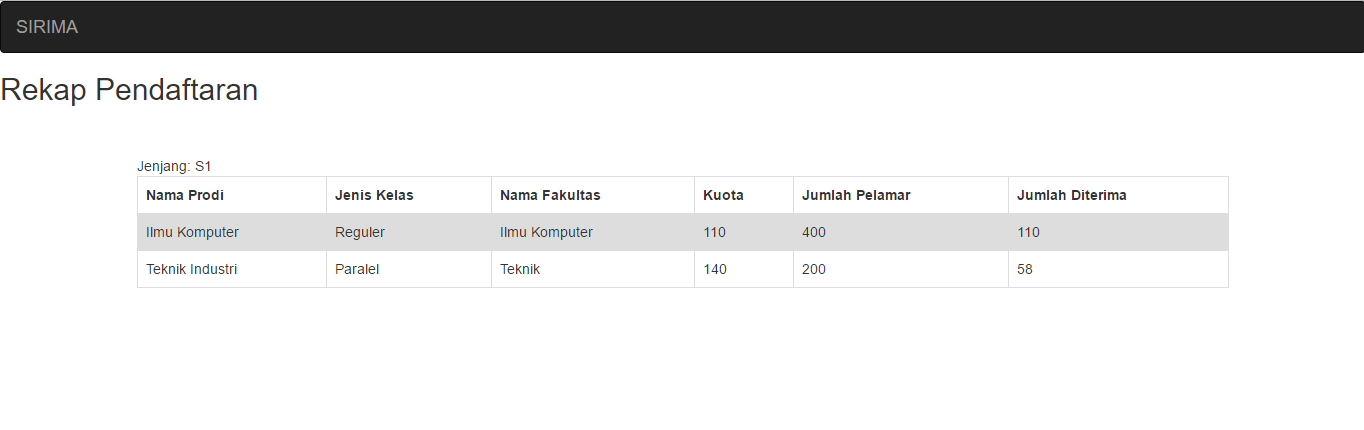 SIRIMA
Rekap Pendaftaran
Jenjang: S1
Nama Prodi Jenis Kelas Nama Fakultas Kuota Jumlah Pelamar Jumlah Diterima
Ilmu Komputer Reguler Ilmu Komputer 110 400 110
Teknik Industri Paralel Teknik 140 200 58